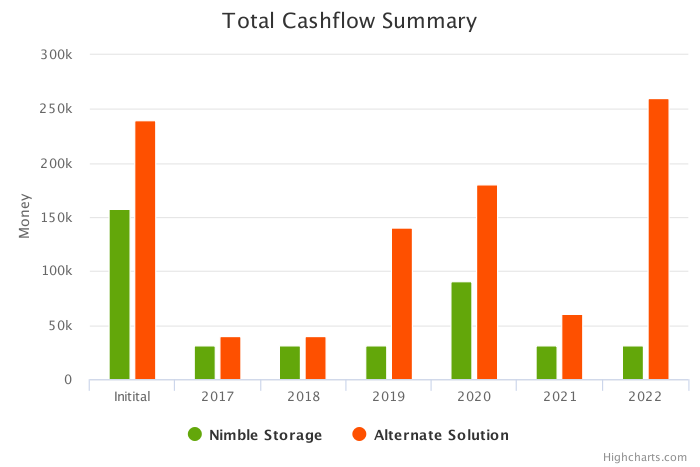 Total Cashflow Summary
300k
250k
200k
150k
100k
50k
0
Money
Initital
2017
2018
2019
2020
2021
2022
Nimble Storage
Alternate Solution
Highcharts.com